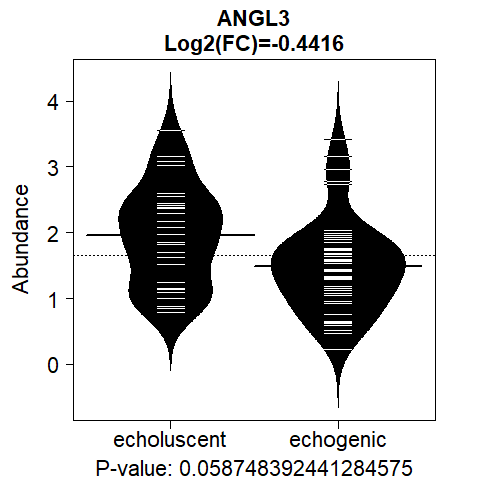 ANGL3
Log2(FC)=-0.4416
Abundance
4
3
2
1
0
echoluscent echogenic
P-value: 0.058748392441284575